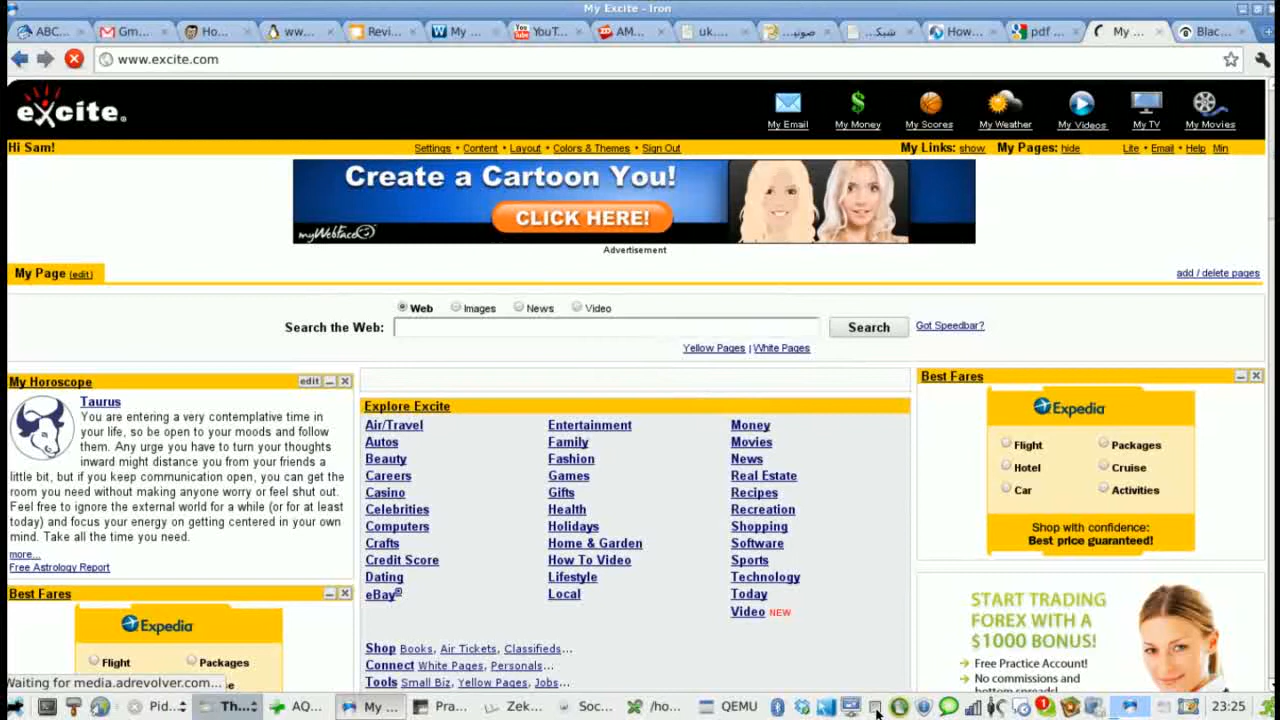 My Excite - Iron
ABC... Gm... Ho... www... Revi... W My ... YouT... AM... uk.... صوتي... شبك... How... pdf ... My ... Blac...
www.excite.com
excite.
My Email My Money My Scores My Weather My Videos My TV My Movies
Hi Sam! Settings • Content • Layout • Colors & Themes • Sign Out My Links: show My Pages: hide Lite • Email • Help Min
Create a Cartoon You!
CLICK HERE!
myWebFace
Advertisement
My Page (edit) add / delete pages
Web Images News Video
Search the Web: Search Got Speedbar?
Yellow Pages | White Pages
My Horoscope edit
Taurus
You are entering a very contemplative time in
your life, so be open to your moods and follow
them. Any urge you have to turn your thoughts
inward might distance you from your friends a
little bit, but if you keep communication open, you can get the
room you need without making anyone worry or feel shut out.
Feel free to ignore the external world for a while (or for at least
today) and focus your energy on getting centered in your own
mind. Take all the time you need.
more...
Free Astrology Report
Best Fares
Expedia
Flight Packages
Waiting for media.adrevolver.com... se
Explore Excite
Air/Travel Entertainment Money
Autos Family Movies
Beauty Fashion News
Careers Games Real Estate
Casino Gifts Recipes
Celebrities Health Recreation
Computers Holidays Shopping
Crafts Home & Garden Software
Credit Score How To Video Sports
Dating Lifestyle Technology
eBay® Local Today
Video NEW
Shop Books, Air Tickets, Classifieds...
Connect White Pages, Personals...
Tools Small Biz, Yellow Pages, Jobs...
Best Fares
Expedia
Flight Packages
Hotel Cruise
Car Activities
Shop with confidence:
Best price guaranteed!
START TRADING
FOREX WITH A
$1000 BONUS!
Free Practice Account!
No commissions and
bottom spreads!
Pid... Th... AQ... My ... Pra... Zek... Soc... /ho... QEMU 23:25